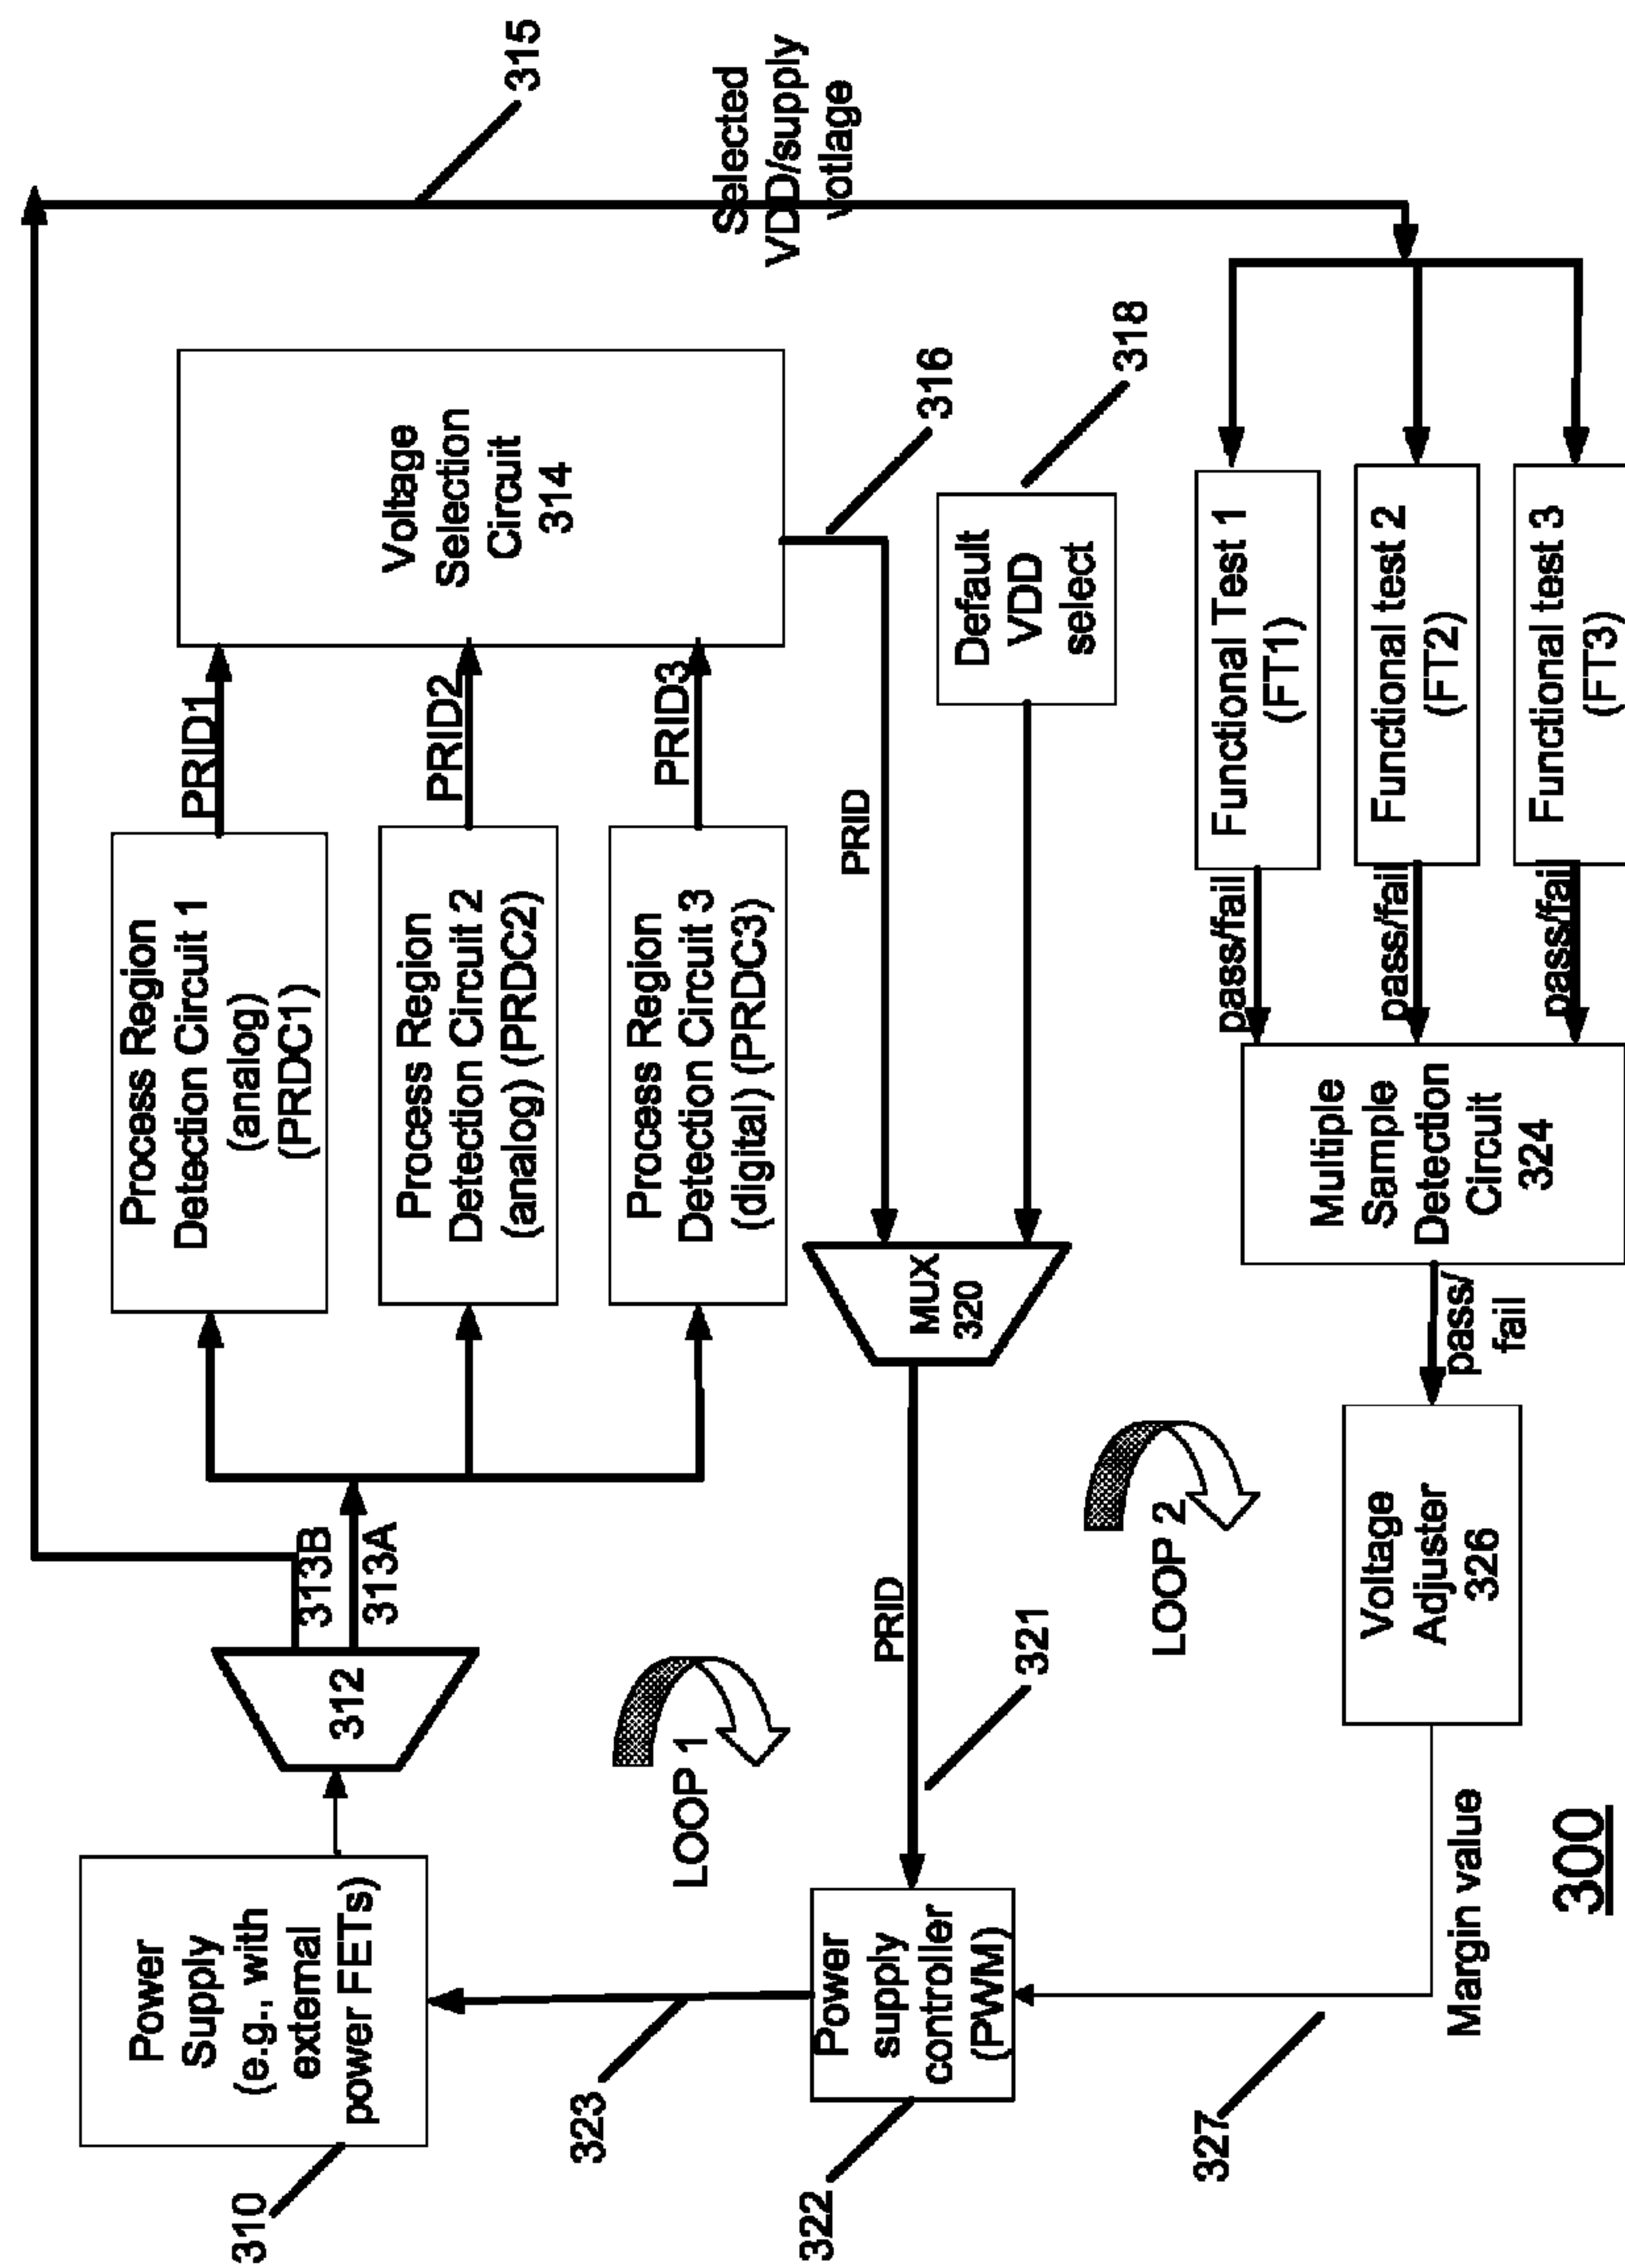 310
Power
Supply
(e.g., with
external
power FETs)
312
313B
313A
Process Region
Detection Circuit 1
(analog)
(PRDC1)
PRID1
Process Region
Detection Circuit 2
(analog) (PRDC2)
PRID2
Process Region
Detection Circuit 3
(digital) (PRDC3)
PRID3
Voltage
Selection
Circuit
314
315
Selected
VDD/supply
votlage
323
LOOP 1
PRID
316
MUX
320
Default
VDD
select
318
322
Power
supply
controller
(PWM)
PRID
321
LOOP 2
327
Margin value
Voltage
Adjuster
326
pass/
fail
Multiple
Sample
Detection
Circuit
324
pass/fail
Functional Test 1
(FT1)
pass/fail
Functional test 2
(FT2)
pass/fail
Functional test 3
(FT3)
300